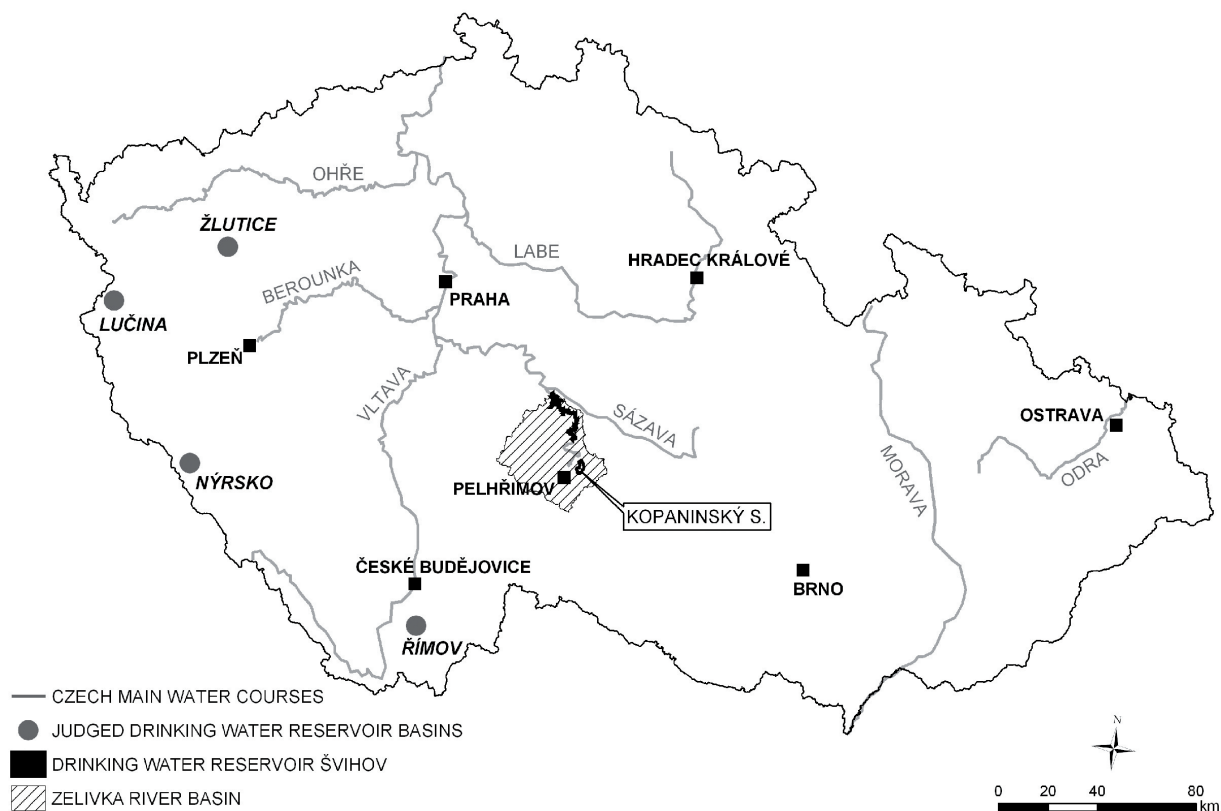 OHŘE
ŽLUTICE
LABE
HRADEC KRÁLOVÉ
BEROUNKA
PRAHA
LUČINA
PLZEŇ
VLTAVA
SÁZAVA
OSTRAVA
ODRA
MORAVA
NÝRSKO
PELHŘIMOV
KOPANINSKÝ S.
ČESKÉ BUDĚJOVICE
BRNO
ŘÍMOV
CZECH MAIN WATER COURSES
JUDGED DRINKING WATER RESERVOIR BASINS
DRINKING WATER RESERVOIR ŠVIHOV
ZELIVKA RIVER BASIN
N
0 20 40 80
km